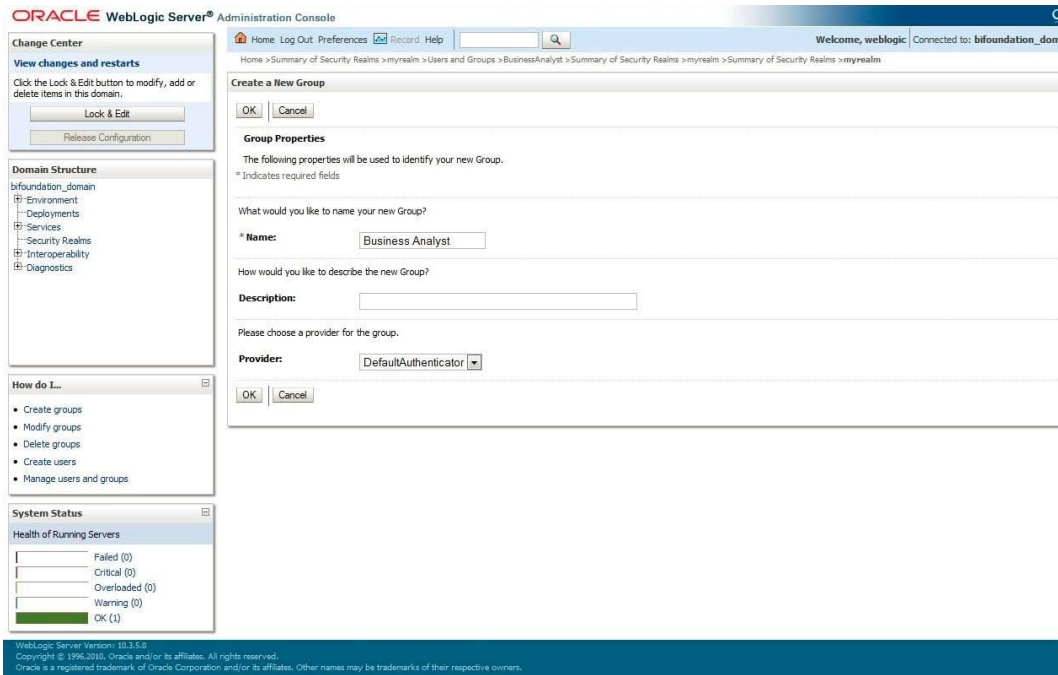 ORACLE WebLogic Server® Administration Console
Change Center
View changes and restarts
Click the Lock & Edit button to modify, add or
delete items in this domain.
Lock & Edit
Release Configuration
Domain Structure
bifoundation_domain
Environment
Deployments
Services
Security Realms
Interoperability
Diagnostics
How do I...
Create groups
Modify groups
Delete groups
Create users
Manage users and groups
System Status
Health of Running Servers
Failed (0)
Critical (0)
Overloaded (0)
Warning (0)
OK (1)
Home Log Out Preferences Record Help
Welcome, weblogic Connected to: bifoundation_dom
Home >Summary of Security Realms >myrealm >Users and Groups >BusinessAnalyst >Summary of Security Realms >myrealm >Summary of Security Realms >myrealm
Create a New Group
OK Cancel
Group Properties
The following properties will be used to identify your new Group.
* Indicates required fields
What would you like to name your new Group?
* Name: Business Analyst
How would you like to describe the new Group?
Description:
Please choose a provider for the group.
Provider: DefaultAuthenticator
OK Cancel
WebLogic Server Version: 10.3.5.0
Copyright © 1996,2010, Oracle and/or its affiliates. All rights reserved.
Oracle is a registered trademark of Oracle Corporation and/or its affiliates. Other names may be trademarks of their respective owners.